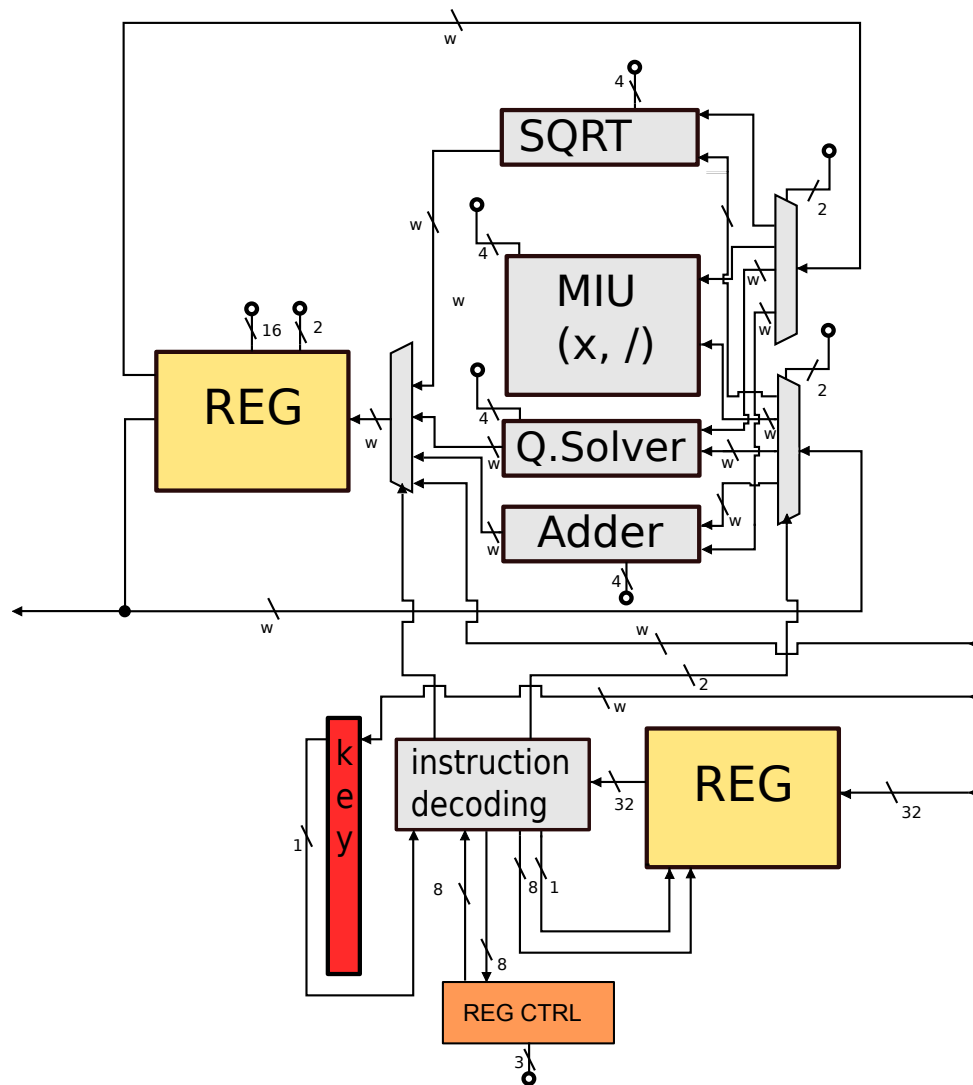 w
4
SQRT
2
w
4
w
w
MIU
(x, /)
w
16
2
2
REG
4
w
w
w
Q.Solver
w
w
Adder
w
4
w
w
2
w
k
e
y
instruction
decoding
32
REG
32
1
8
8
1
8
REG CTRL
3